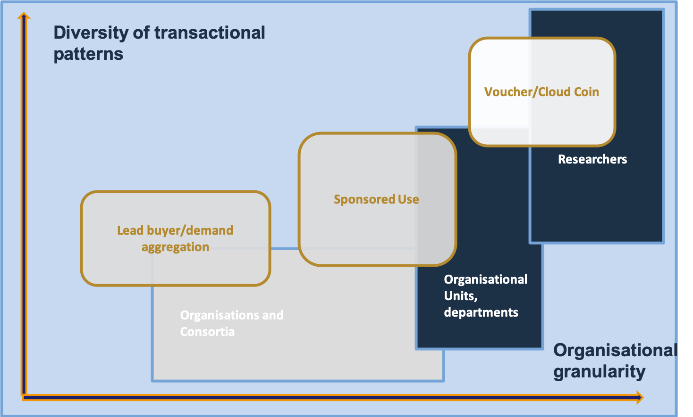 Diversity of transactional
patterns
Voucher/Cloud Coin
Researchers
Sponsored Use
Lead buyer/demand
aggregation
Organisational
Units,
departments
Organisations and
Consortia
Organisational
granularity